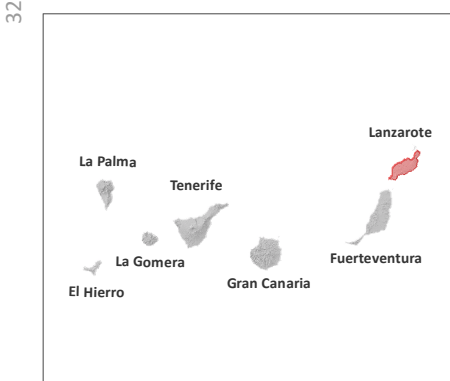 32
Lanzarote
La Palma
Tenerife
La Gomera
Fuerteventura
Gran Canaria
El Hierro